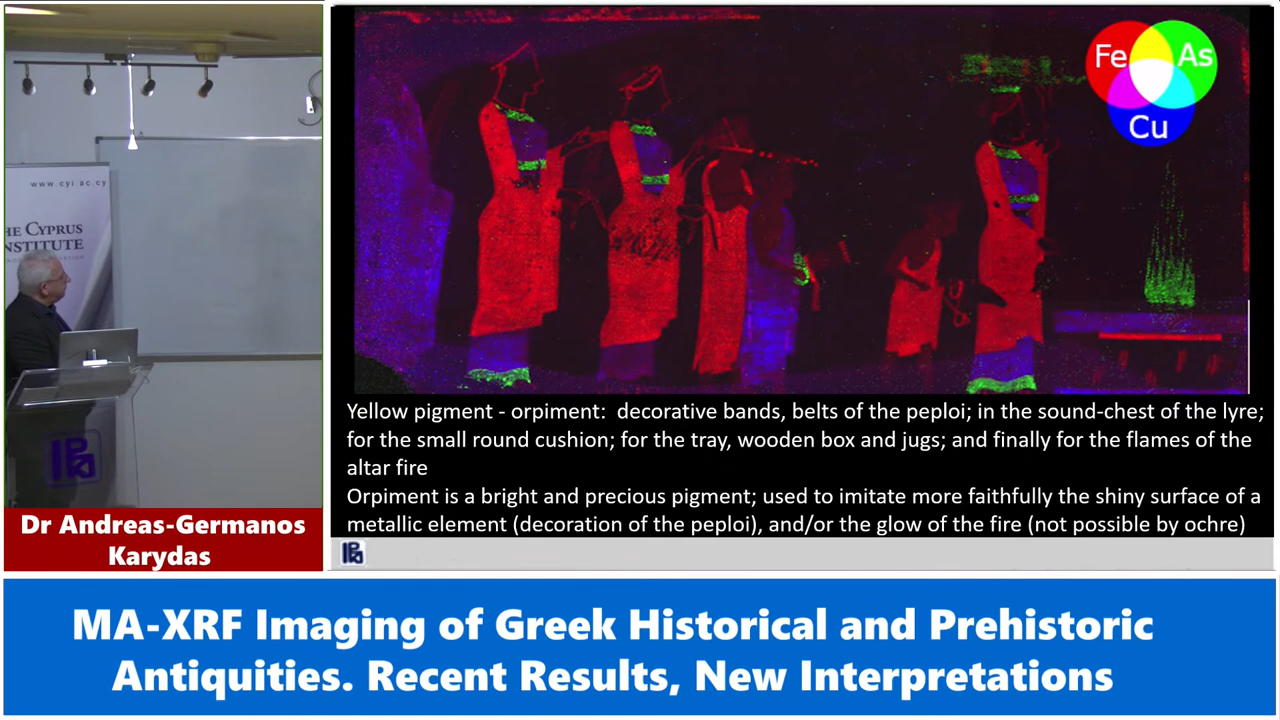 www.cyi.ac.cy
HE CYPRUS
NSTITUTE
Fe
As
Cu
Yellow pigment - orpiment:  decorative bands, belts of the peploi; in the sound-chest of the lyre;
for the small round cushion; for the tray, wooden box and jugs; and finally for the flames of the
altar fire
Orpiment is a bright and precious pigment; used to imitate more faithfully the shiny surface of a
metallic element (decoration of the peploi), and/or the glow of the fire (not possible by ochre)
Dr Andreas-Germanos
Karydas
MA-XRF Imaging of Greek Historical and Prehistoric
Antiquities. Recent Results, New Interpretations